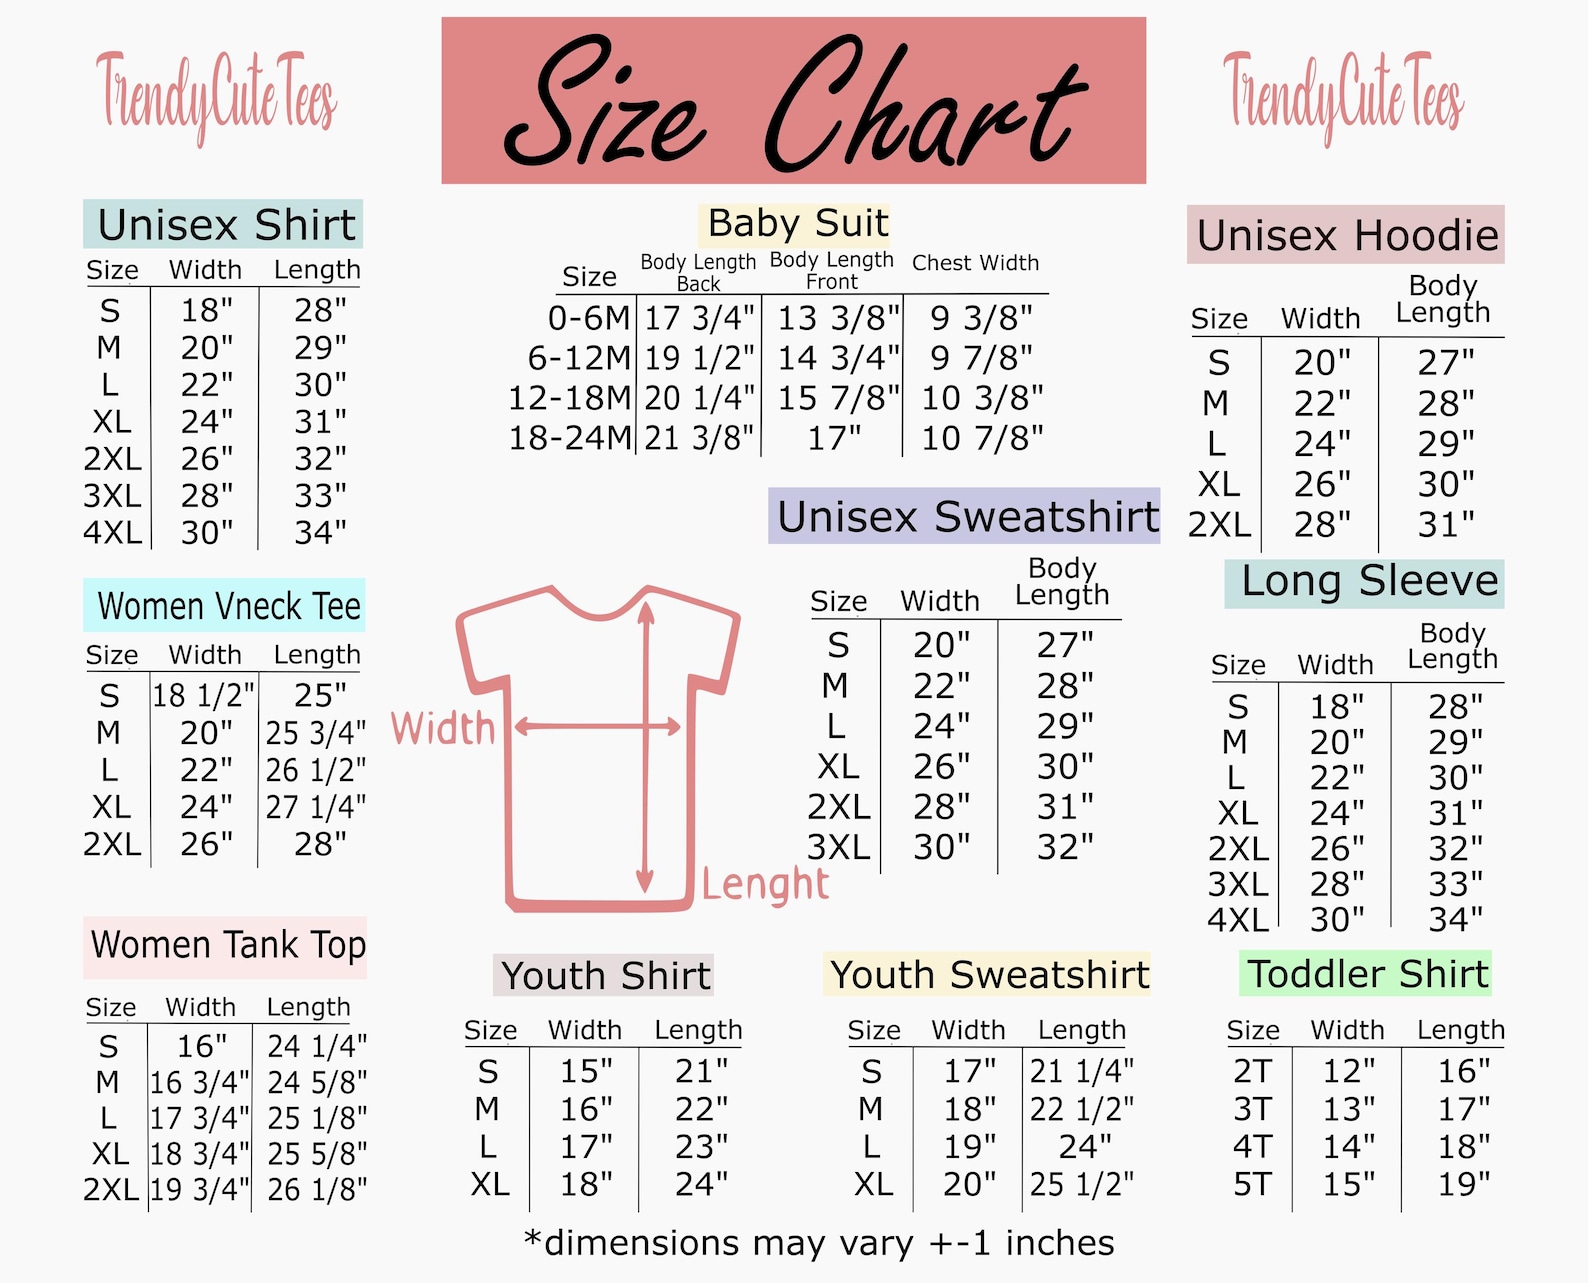 TrendyCuteTees
Size Chart
TrendyCuteTees
Unisex Shirt
Size Width Length
S 18" 28"
M 20" 29"
L 22" 30"
XL 24" 31"
2XL 26" 32"
3XL 28" 33"
4XL 30" 34"
Baby Suit
Size Body Length Back Body Length Front Chest Width
0-6M 17 3/4" 13 3/8" 9 3/8"
6-12M 19 1/2" 14 3/4" 9 7/8"
12-18M 20 1/4" 15 7/8" 10 3/8"
18-24M 21 3/8" 17" 10 7/8"
Unisex Hoodie
Size Width Body Length
S 20" 27"
M 22" 28"
L 24" 29"
XL 26" 30"
2XL 28" 31"
Women Vneck Tee
Size Width Length
S 18 1/2" 25"
M 20" 25 3/4"
L 22" 26 1/2"
XL 24" 27 1/4"
2XL 26" 28"
Width
Lenght
Unisex Sweatshirt
Size Width Body Length
S 20" 27"
M 22" 28"
L 24" 29"
XL 26" 30"
2XL 28" 31"
3XL 30" 32"
Long Sleeve
Size Width Body Length
S 18" 28"
M 20" 29"
L 22" 30"
XL 24" 31"
2XL 26" 32"
3XL 28" 33"
4XL 30" 34"
Women Tank Top
Size Width Length
S 16" 24 1/4"
M 16 3/4" 24 5/8"
L 17 3/4" 25 1/8"
XL 18 3/4" 25 5/8"
2XL 19 3/4" 26 1/8"
Youth Shirt
Size Width Length
S 15" 21"
M 16" 22"
L 17" 23"
XL 18" 24"
Youth Sweatshirt
Size Width Length
S 17" 21 1/4"
M 18" 22 1/2"
L 19" 24"
XL 20" 25 1/2"
Toddler Shirt
Size Width Length
2T 12" 16"
3T 13" 17"
4T 14" 18"
5T 15" 19"
*dimensions may vary +-1 inches